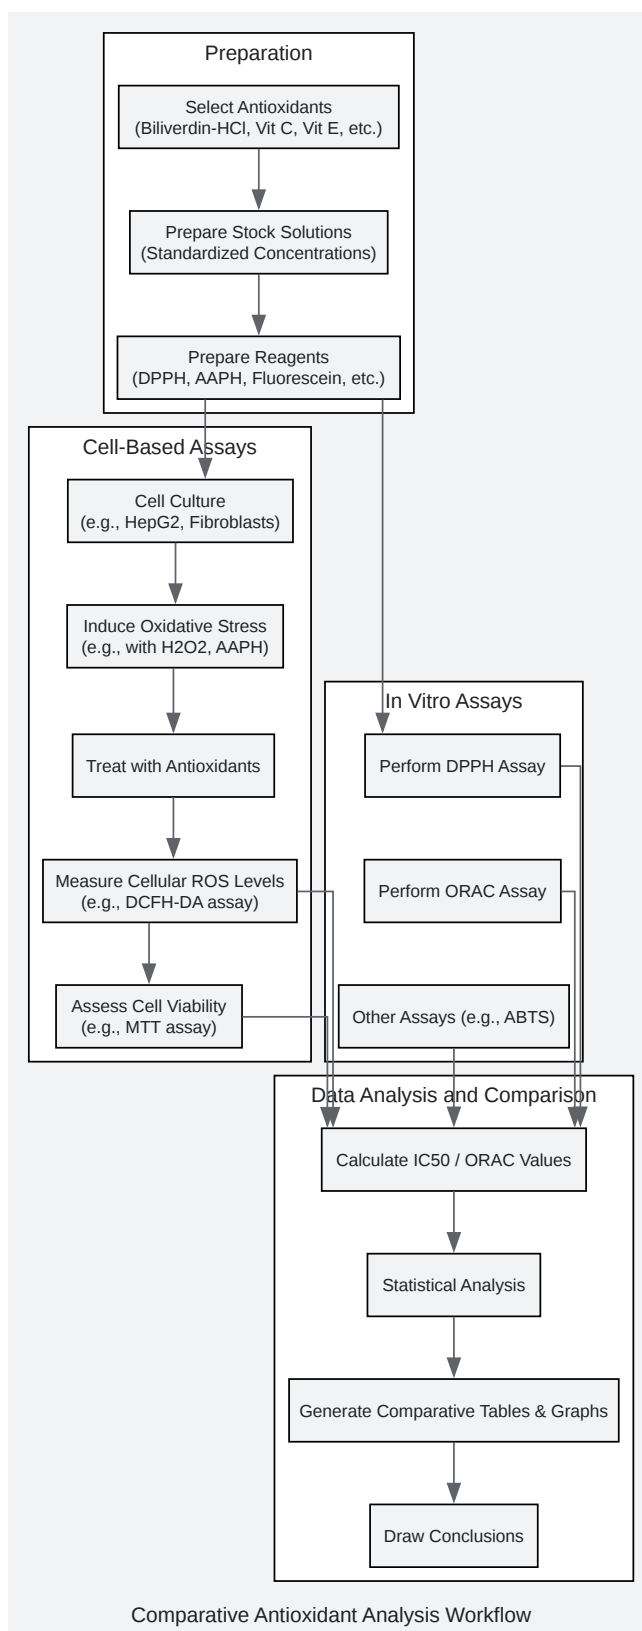 Preparation
Select Antioxidants
(Biliverdin-HCl, Vit C, Vit E, etc.)
Prepare Stock Solutions
(Standardized Concentrations)
Prepare Reagents
(DPPH, AAPH, Fluorescein, etc.)
Cell-Based Assays
Cell Culture
(e.g., HepG2, Fibroblasts)
Induce Oxidative Stress
(e.g., with H2O2, AAPH)
Treat with Antioxidants
Measure Cellular ROS Levels
(e.g., DCFH-DA assay)
Assess Cell Viability
(e.g., MTT assay)
In Vitro Assays
Perform DPPH Assay
Perform ORAC Assay
Other Assays (e.g., ABTS)
Data Analysis and Comparison
Calculate IC50 / ORAC Values
Statistical Analysis
Generate Comparative Tables & Graphs
Draw Conclusions
Comparative Antioxidant Analysis Workflow